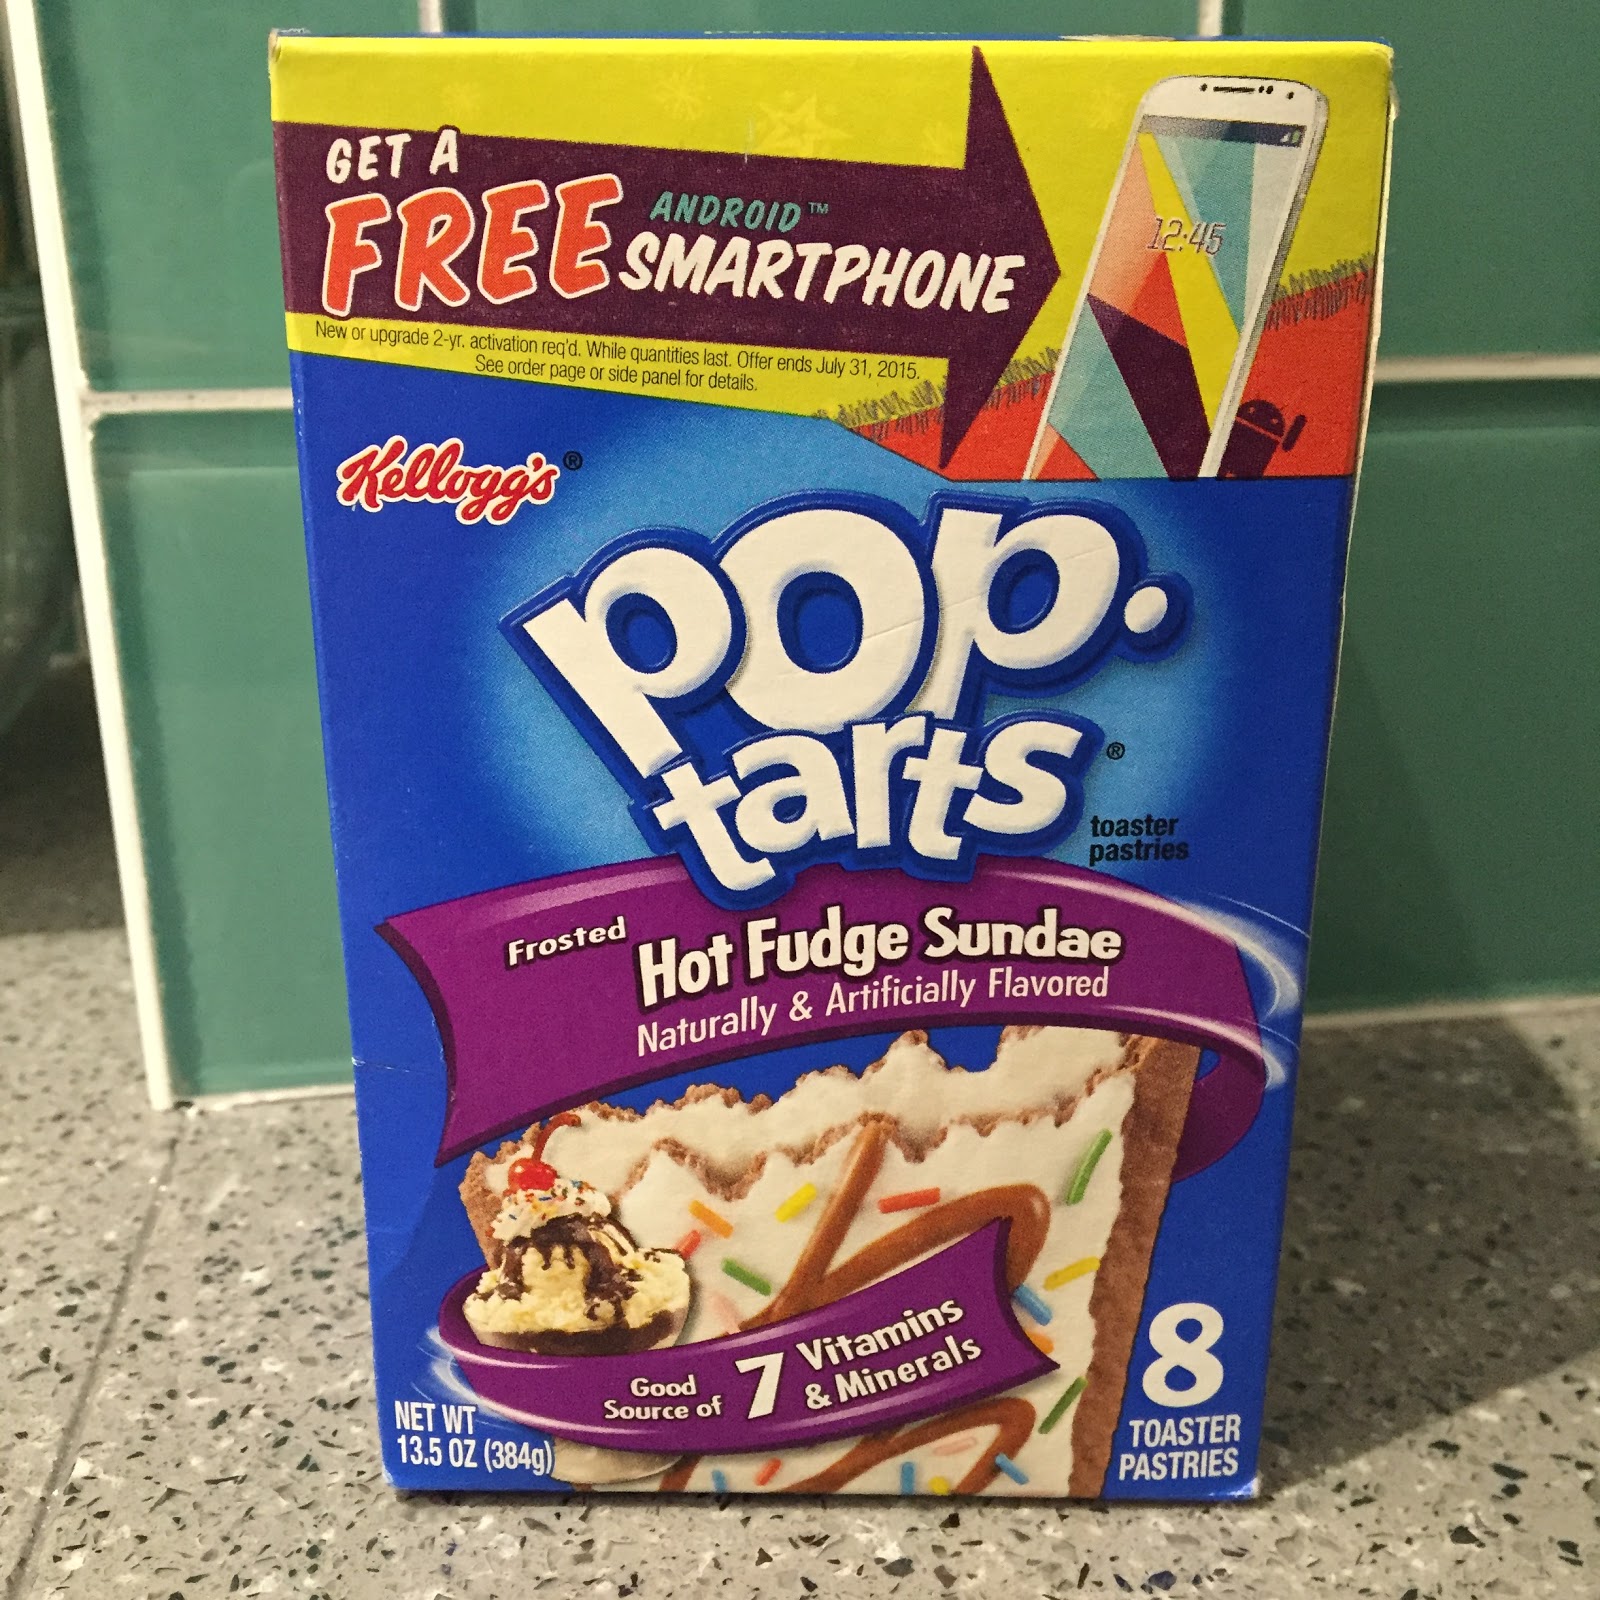 GET A
FREE ANDROID™
SMARTPHONE
New or upgrade 2-yr. activation req'd. While quantities last. Offer ends July 31, 2015.
See order page or side panel for details.
12:45
Kellogg's®
pop.
tarts®
toaster
pastries
Frosted Hot Fudge Sundae
Naturally & Artificially Flavored
Good
Source of 7 Vitamins
& Minerals
NET WT
13.5 OZ (384g)
8
TOASTER
PASTRIES